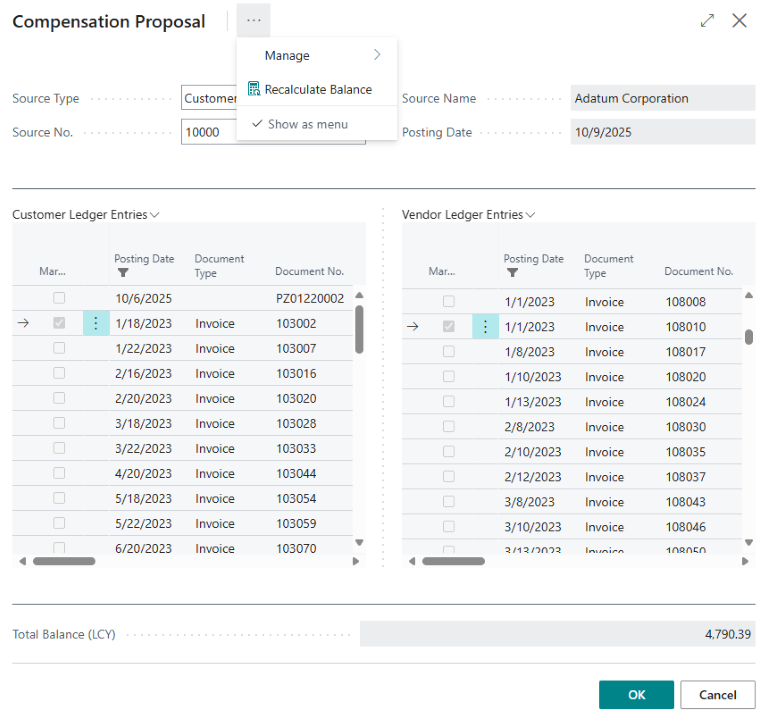 Compensation Proposal
Manage
Recalculate Balance
Show as menu
Source Type Customer Source Name Adatum Corporation
Source No. 10000 Posting Date 10/9/2025
Customer Ledger Entries
Mar... Posting Date Document Type Document No.
10/6/2025 PZ01220002
1/18/2023 Invoice 103002
1/22/2023 Invoice 103007
2/16/2023 Invoice 103016
2/20/2023 Invoice 103020
3/18/2023 Invoice 103028
3/22/2023 Invoice 103033
4/20/2023 Invoice 103044
5/18/2023 Invoice 103054
5/22/2023 Invoice 103059
6/20/2023 Invoice 103070
Vendor Ledger Entries
Mar... Posting Date Document Type Document No.
1/1/2023 Invoice 108008
1/1/2023 Invoice 108010
1/8/2023 Invoice 108017
1/10/2023 Invoice 108020
1/13/2023 Invoice 108024
2/8/2023 Invoice 108030
2/10/2023 Invoice 108035
2/12/2023 Invoice 108037
3/8/2023 Invoice 108043
3/10/2023 Invoice 108046
3/13/2023 Invoice 108050
Total Balance (LCY) 4,790.39
OK Cancel